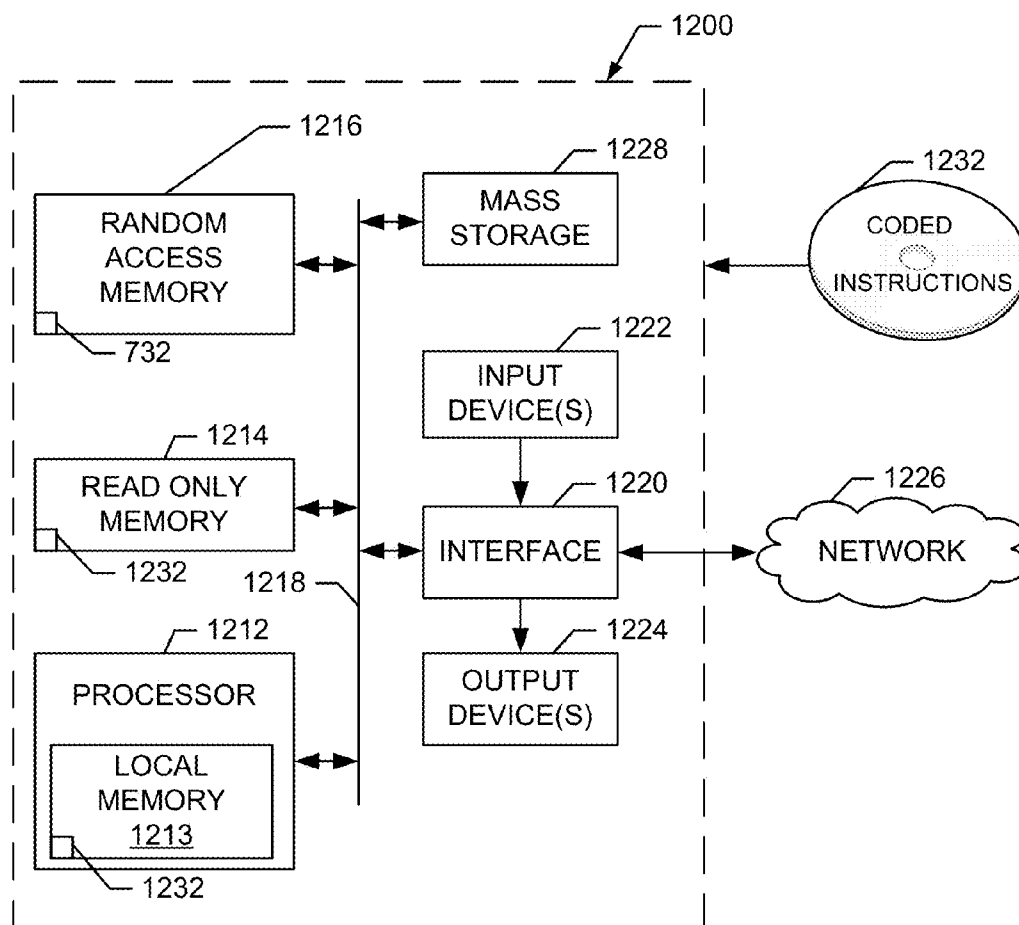 1200
1216
RANDOM
ACCESS
MEMORY
732
1228
MASS
STORAGE
1232
CODED
INSTRUCTIONS
1222
INPUT
DEVICE(S)
1214
READ ONLY
MEMORY
1232
1218
1220
INTERFACE
1226
NETWORK
1212
PROCESSOR
LOCAL
MEMORY
1213
1232
1224
OUTPUT
DEVICE(S)